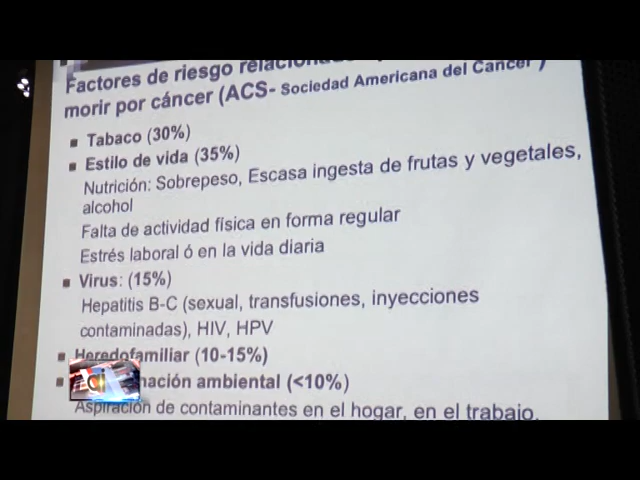 Factores de riesgo
morir por cáncer (ACS- Sociedad Americana del Cáncer )
▪ Tabaco (30%)
▪ Estilo de vida (35%)
Nutrición: Sobrepeso, Escasa ingesta de frutas y vegetales,
alcohol
Falta de actividad física en forma regular
Estrés laboral ó en la vida diaria
▪ Virus: (15%)
Hepatitis B-C (sexual, transfusiones, inyecciones
contaminadas), HIV, HPV
▪ Heredofamiliar (10-15%)
ambiental (<10%)
Aspiración de contaminantes en el hogar, en el trabajo.